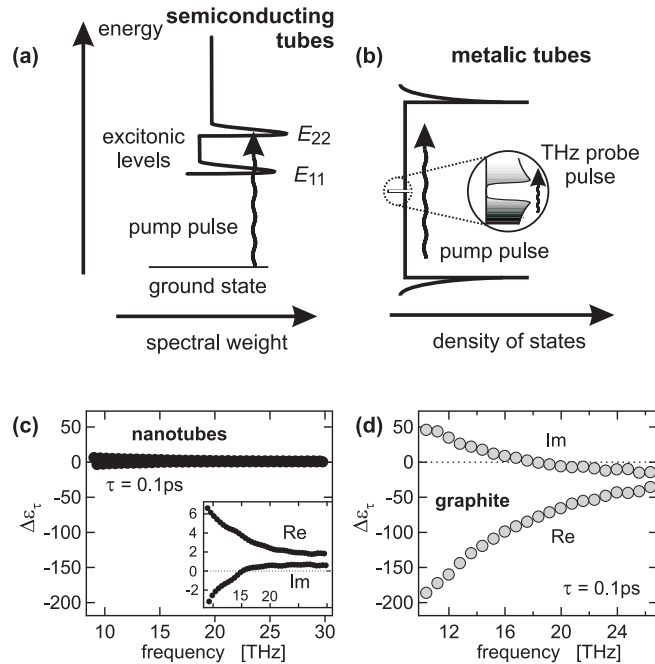 (a)
energy
semiconducting
tubes
excitonic
levels
E22
E11
pump pulse
ground state
spectral weight
(b)
metalic tubes
THz probe
pulse
pump pulse
density of states
(c)
nanotubes
τ = 0.1ps
Δετ
50
0
-50
-100
-150
-200
10
15
20
25
30
frequency [THz]
6
4
2
0
-2
Re
Im
15
20
(d)
graphite
Im
Re
τ = 0.1ps
Δετ
50
0
-50
-100
-150
-200
12
16
20
24
frequency [THz]